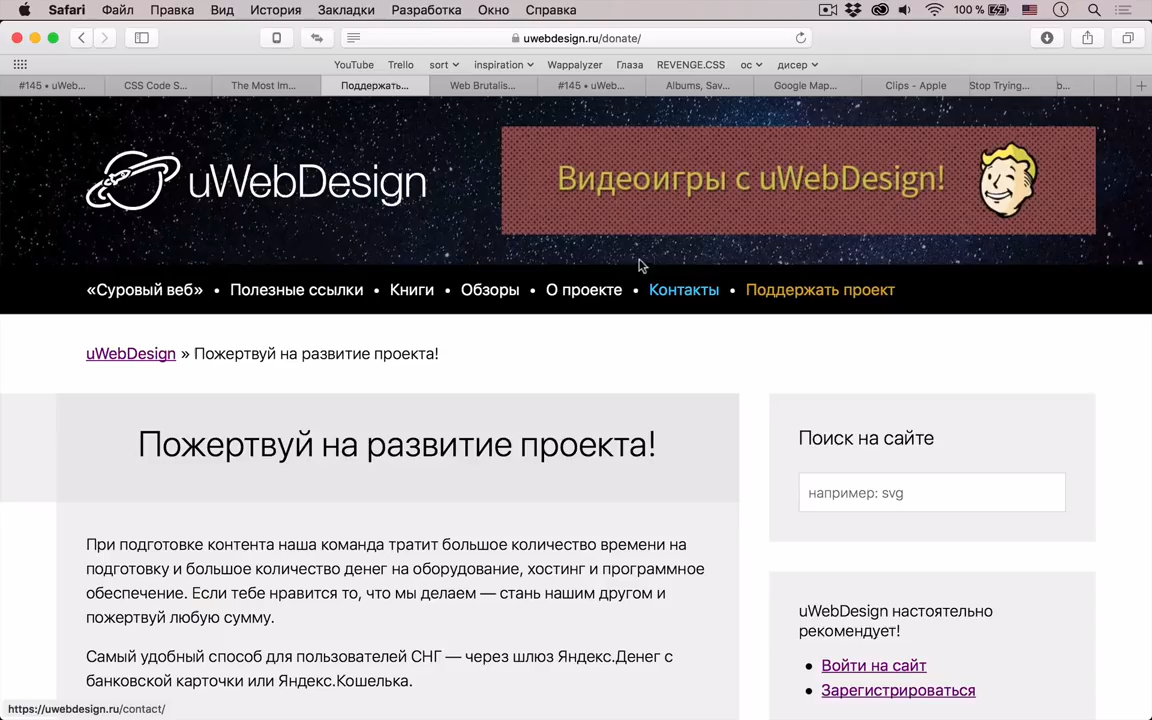 Safari Файл Правка Вид История Закладки Разработка Окно Справка 100 %
uwebdesign.ru/donate/
YouTube Trello sort inspiration Wappalyzer Глаза REVENGE.CSS ос дисер
#145 • uWeb... CSS Code S... The Most Im... Поддержать... Web Brutalis... #145 • uWeb... Albums, Sav... Google Map... Clips - Apple Stop Trying... b...
uWebDesign
Видеоигры с uWebDesign!
«Суровый веб» • Полезные ссылки • Книги • Обзоры • О проекте • Контакты • Поддержать проект
uWebDesign » Пожертвуй на развитие проекта!
Пожертвуй на развитие проекта!
При подготовке контента наша команда тратит большое количество времени на
подготовку и большое количество денег на оборудование, хостинг и программное
обеспечение. Если тебе нравится то, что мы делаем — стань нашим другом и
пожертвуй любую сумму.
Самый удобный способ для пользователей СНГ — через шлюз Яндекс.Денег с
банковской карточки или Яндекс.Кошелька.
Поиск на сайте
например: svg
uWebDesign настоятельно
рекомендует!
• Войти на сайт
• Зарегистрироваться
https://uwebdesign.ru/contact/